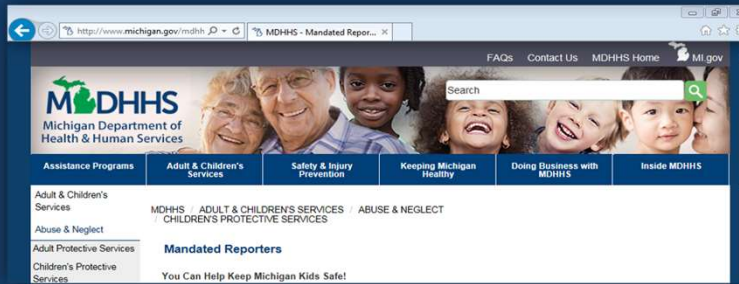 http://www.michigan.gov/mdhh
MDHHS - Mandated Repor...
FAQs Contact Us MDHHS Home MI.gov
MDHHS
Michigan Department of
Health & Human Services
Search
Assistance Programs
Adult & Children's
Services
Safety & Injury
Prevention
Keeping Michigan
Healthy
Doing Business with
MDHHS
Inside MDHHS
Adult & Children's
Services
Abuse & Neglect
Adult Protective Services
Children's Protective
Services
MDHHS / ADULT & CHILDREN'S SERVICES / ABUSE & NEGLECT
/ CHILDREN'S PROTECTIVE SERVICES
Mandated Reporters
You Can Help Keep Michigan Kids Safe!